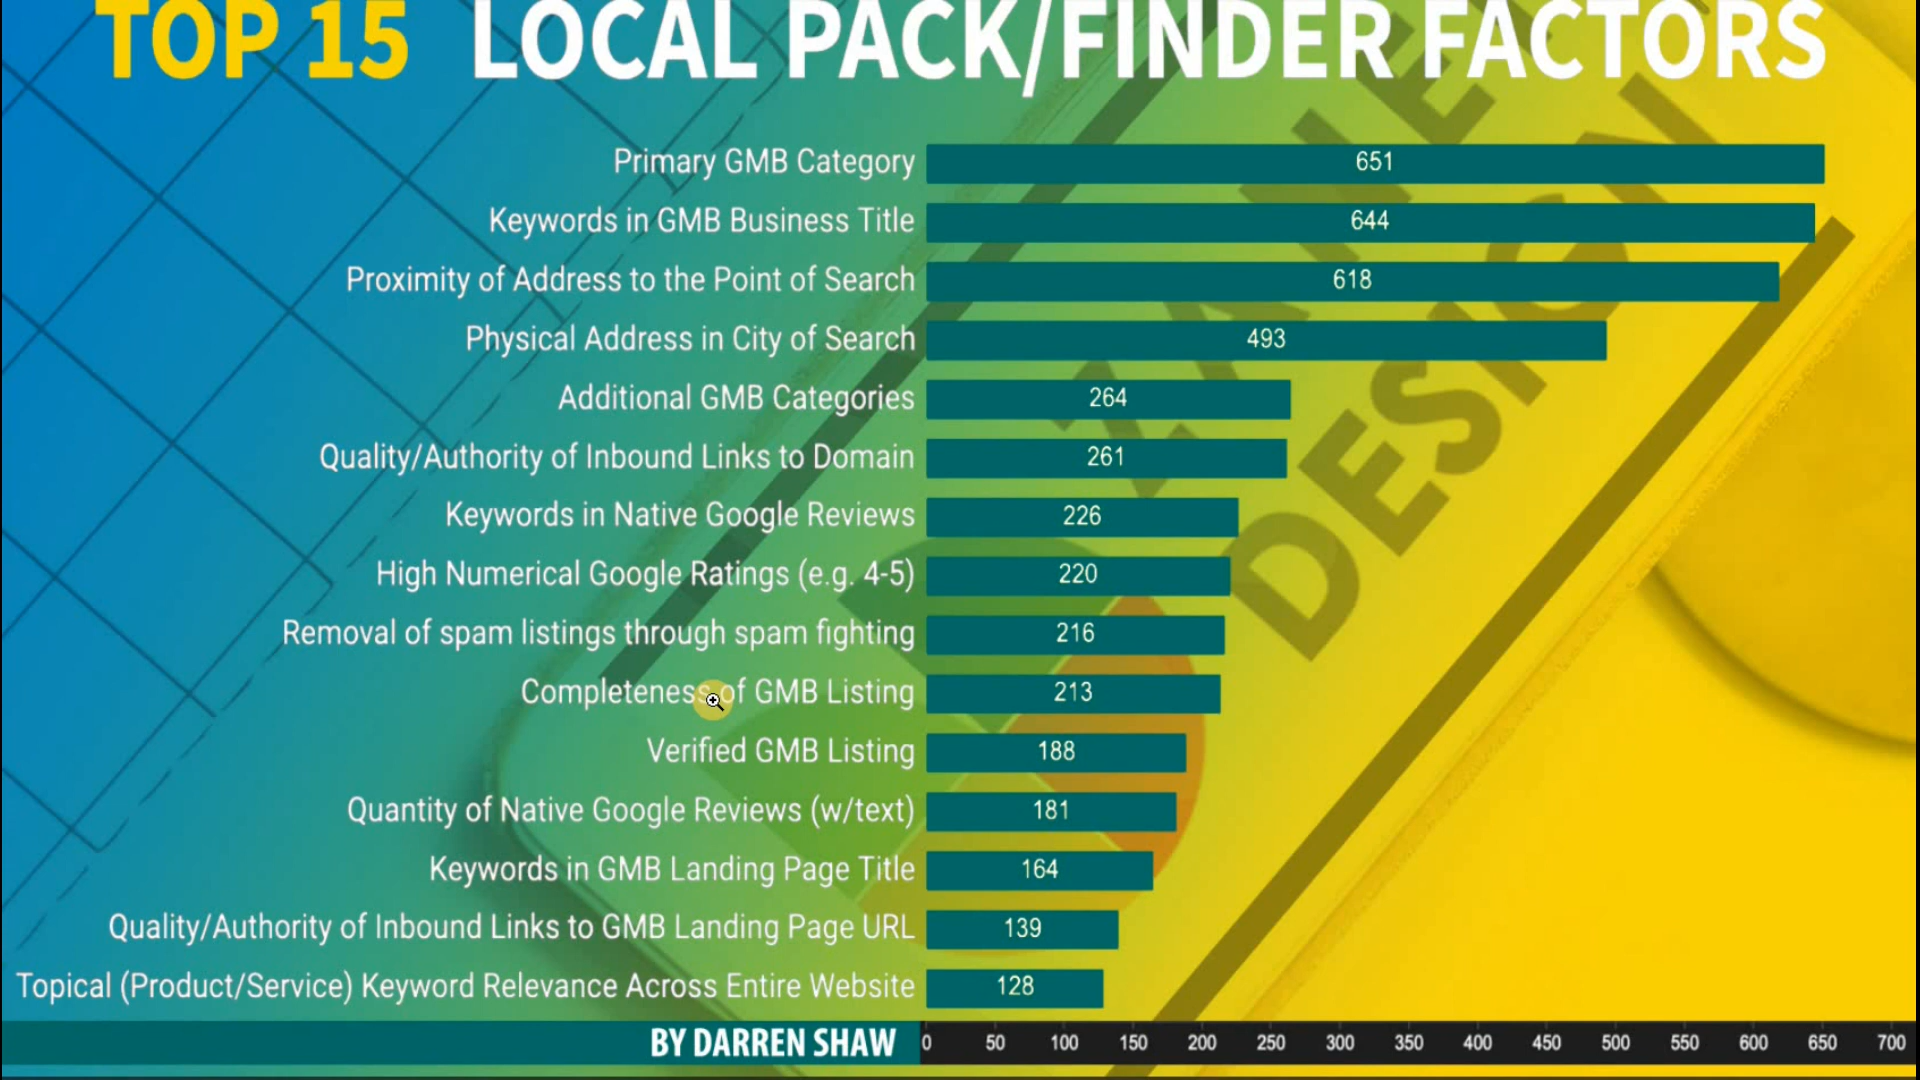 TOP 15 LOCAL PACK/FINDER FACTORS
Primary GMB Category 651
Keywords in GMB Business Title 644
Proximity of Address to the Point of Search 618
Physical Address in City of Search 493
Additional GMB Categories 264
Quality/Authority of Inbound Links to Domain 261
Keywords in Native Google Reviews 226
High Numerical Google Ratings (e.g. 4-5) 220
Removal of spam listings through spam fighting 216
Completeness of GMB Listing 213
Verified GMB Listing 188
Quantity of Native Google Reviews (w/text) 181
Keywords in GMB Landing Page Title 164
Quality/Authority of Inbound Links to GMB Landing Page URL 139
Topical (Product/Service) Keyword Relevance Across Entire Website 128
BY DARREN SHAW 0 50 100 150 200 250 300 350 400 450 500 550 600 650 700
DESIGN